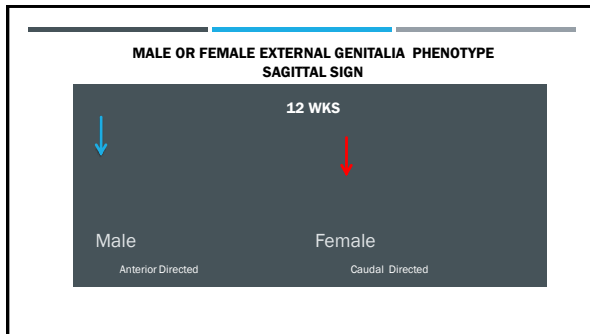 MALE OR FEMALE EXTERNAL GENITALIA PHENOTYPE
SAGITTAL SIGN
12 WKS
Male Female
Anterior Directed Caudal Directed